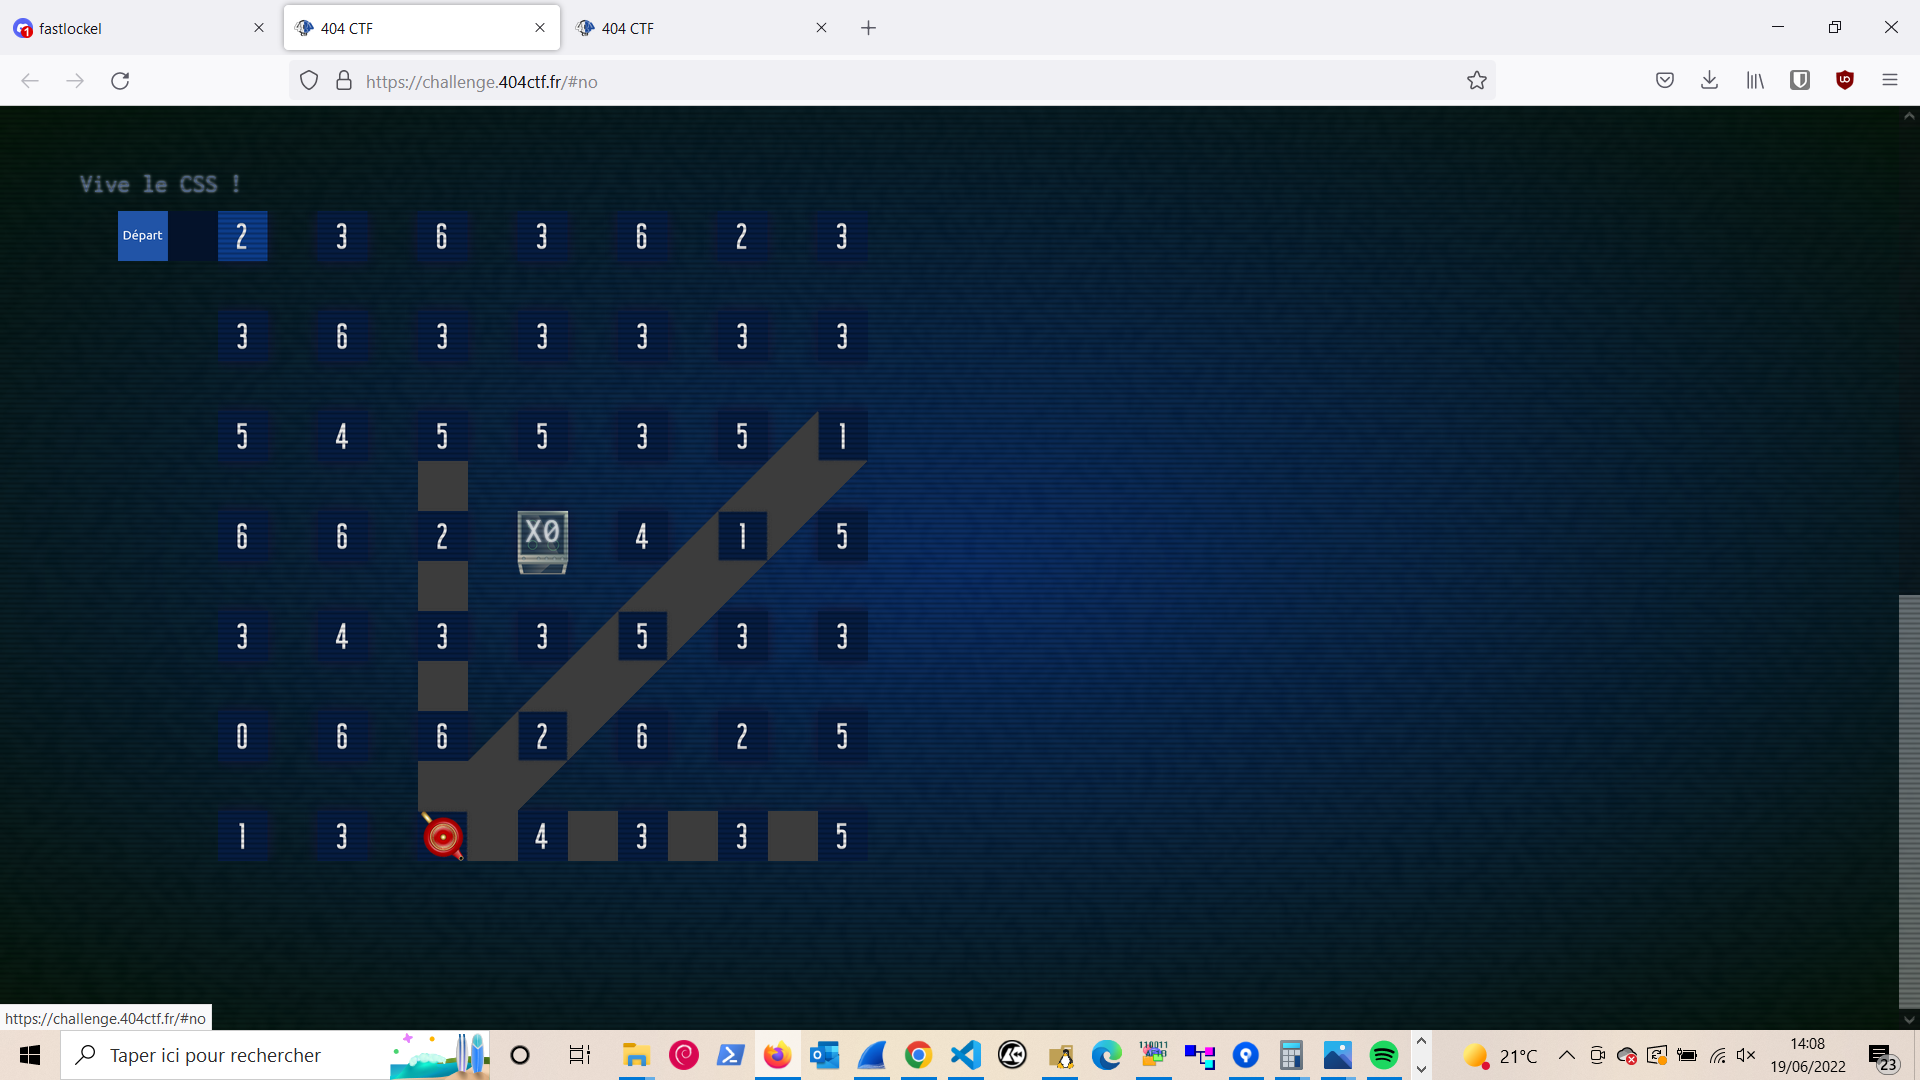 fastlockel
404 CTF
404 CTF
https://challenge.404ctf.fr/#no
Vive le CSS !
Départ 2 3 6 3 6 2 3
3 6 3 3 3 3 3
5 4 5 5 3 5 1
6 6 2 X0 4 1 5
3 4 3 3 5 3 3
0 6 6 2 6 2 5
1 3 4 3 3 5
https://challenge.404ctf.fr/#no
Taper ici pour rechercher
21°C
14:08
19/06/2022
23